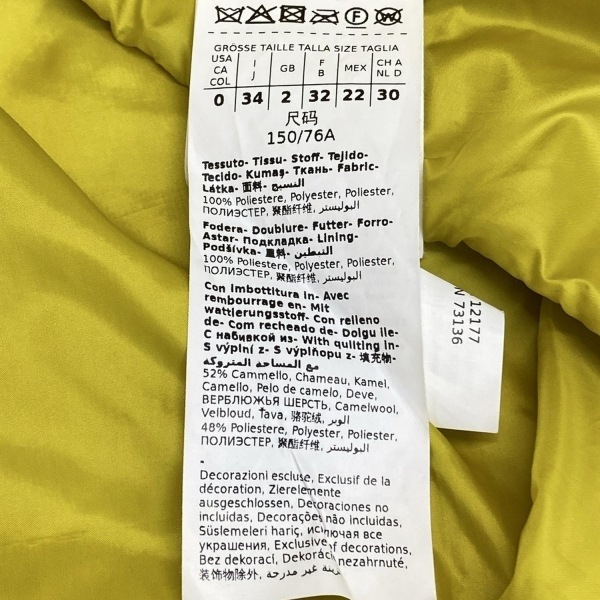 GRÖSSE TAILLE TALLA SIZE TAGLIA
USA CA COL I J GB F B MEX CH A NL D
0 34 2 32 22 30
尺码
150/76A
Tessuto- Tissu- Stoff- Tejido-
Tecido- Kumaş- Ткань- Fabric-
Látka- 面料- النسيج-
100% Poliestere, Polyester, Poliester,
ПОЛИЭСТЕР, 聚酯纤维, البوليستر,
Fodera- Doublure- Futter- Forro-
Astar- Подкладка- Lining-
Podšívka- 里料- التبطين-
100% Poliestere, Polyester, Poliester,
ПОЛИЭСТЕР, 聚酯纤维, البوليستر,
Con imbottitura in- Avec
rembourrage en- Mit
wattierungsstoff- Con relleno
de- Com recheado de- Dolgu ile-
С набивкой из- With quilting in-
S výplní z- S výplňou z- 填充物-
مع المساحة المتروكة
52% Cammello, Chameau, Kamel,
Camello, Pelo de camelo, Deve,
ВЕРБЛЮЖЬЯ ШЕРСТЬ, Camelwool,
Velbloud, Ťava, 骆驼绒, الوبر,
48% Poliestere, Polyester, Poliester,
ПОЛИЭСТЕР, 聚酯纤维, البوليستر,
-
Decorazioni escluse, Exclusif de la
décoration, Zierelemente
ausgeschlossen, Decoraciones no
incluidas, Decorações não incluidas,
Süslemeleri hariç, исключая все
украшения, Exclusive of decorations,
Bez dekorací, Dekorác nezahrnuté,
装饰物除外, غير مدرجة,
12177
73136